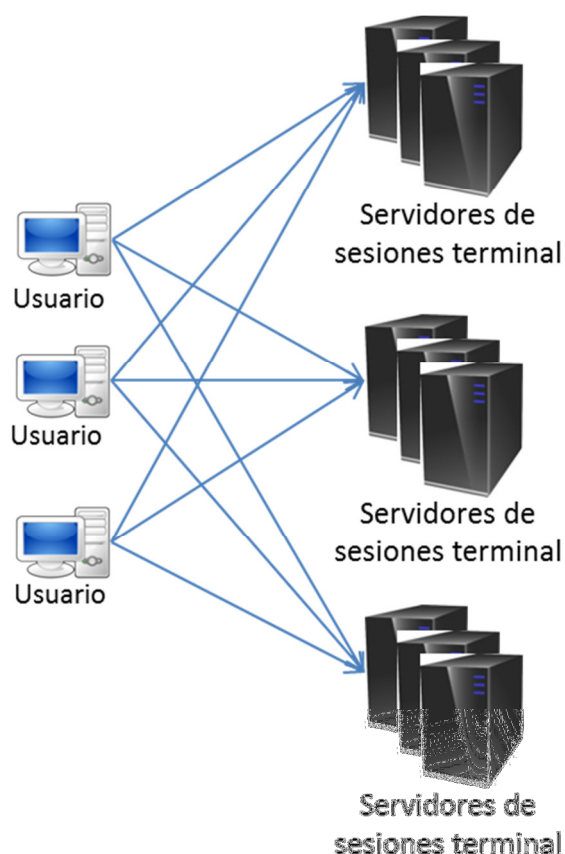 Servidores de
sesiones terminal
Usuario
Usuario
Servidores de
sesiones terminal
Usuario
Servidores de
sesiones terminal